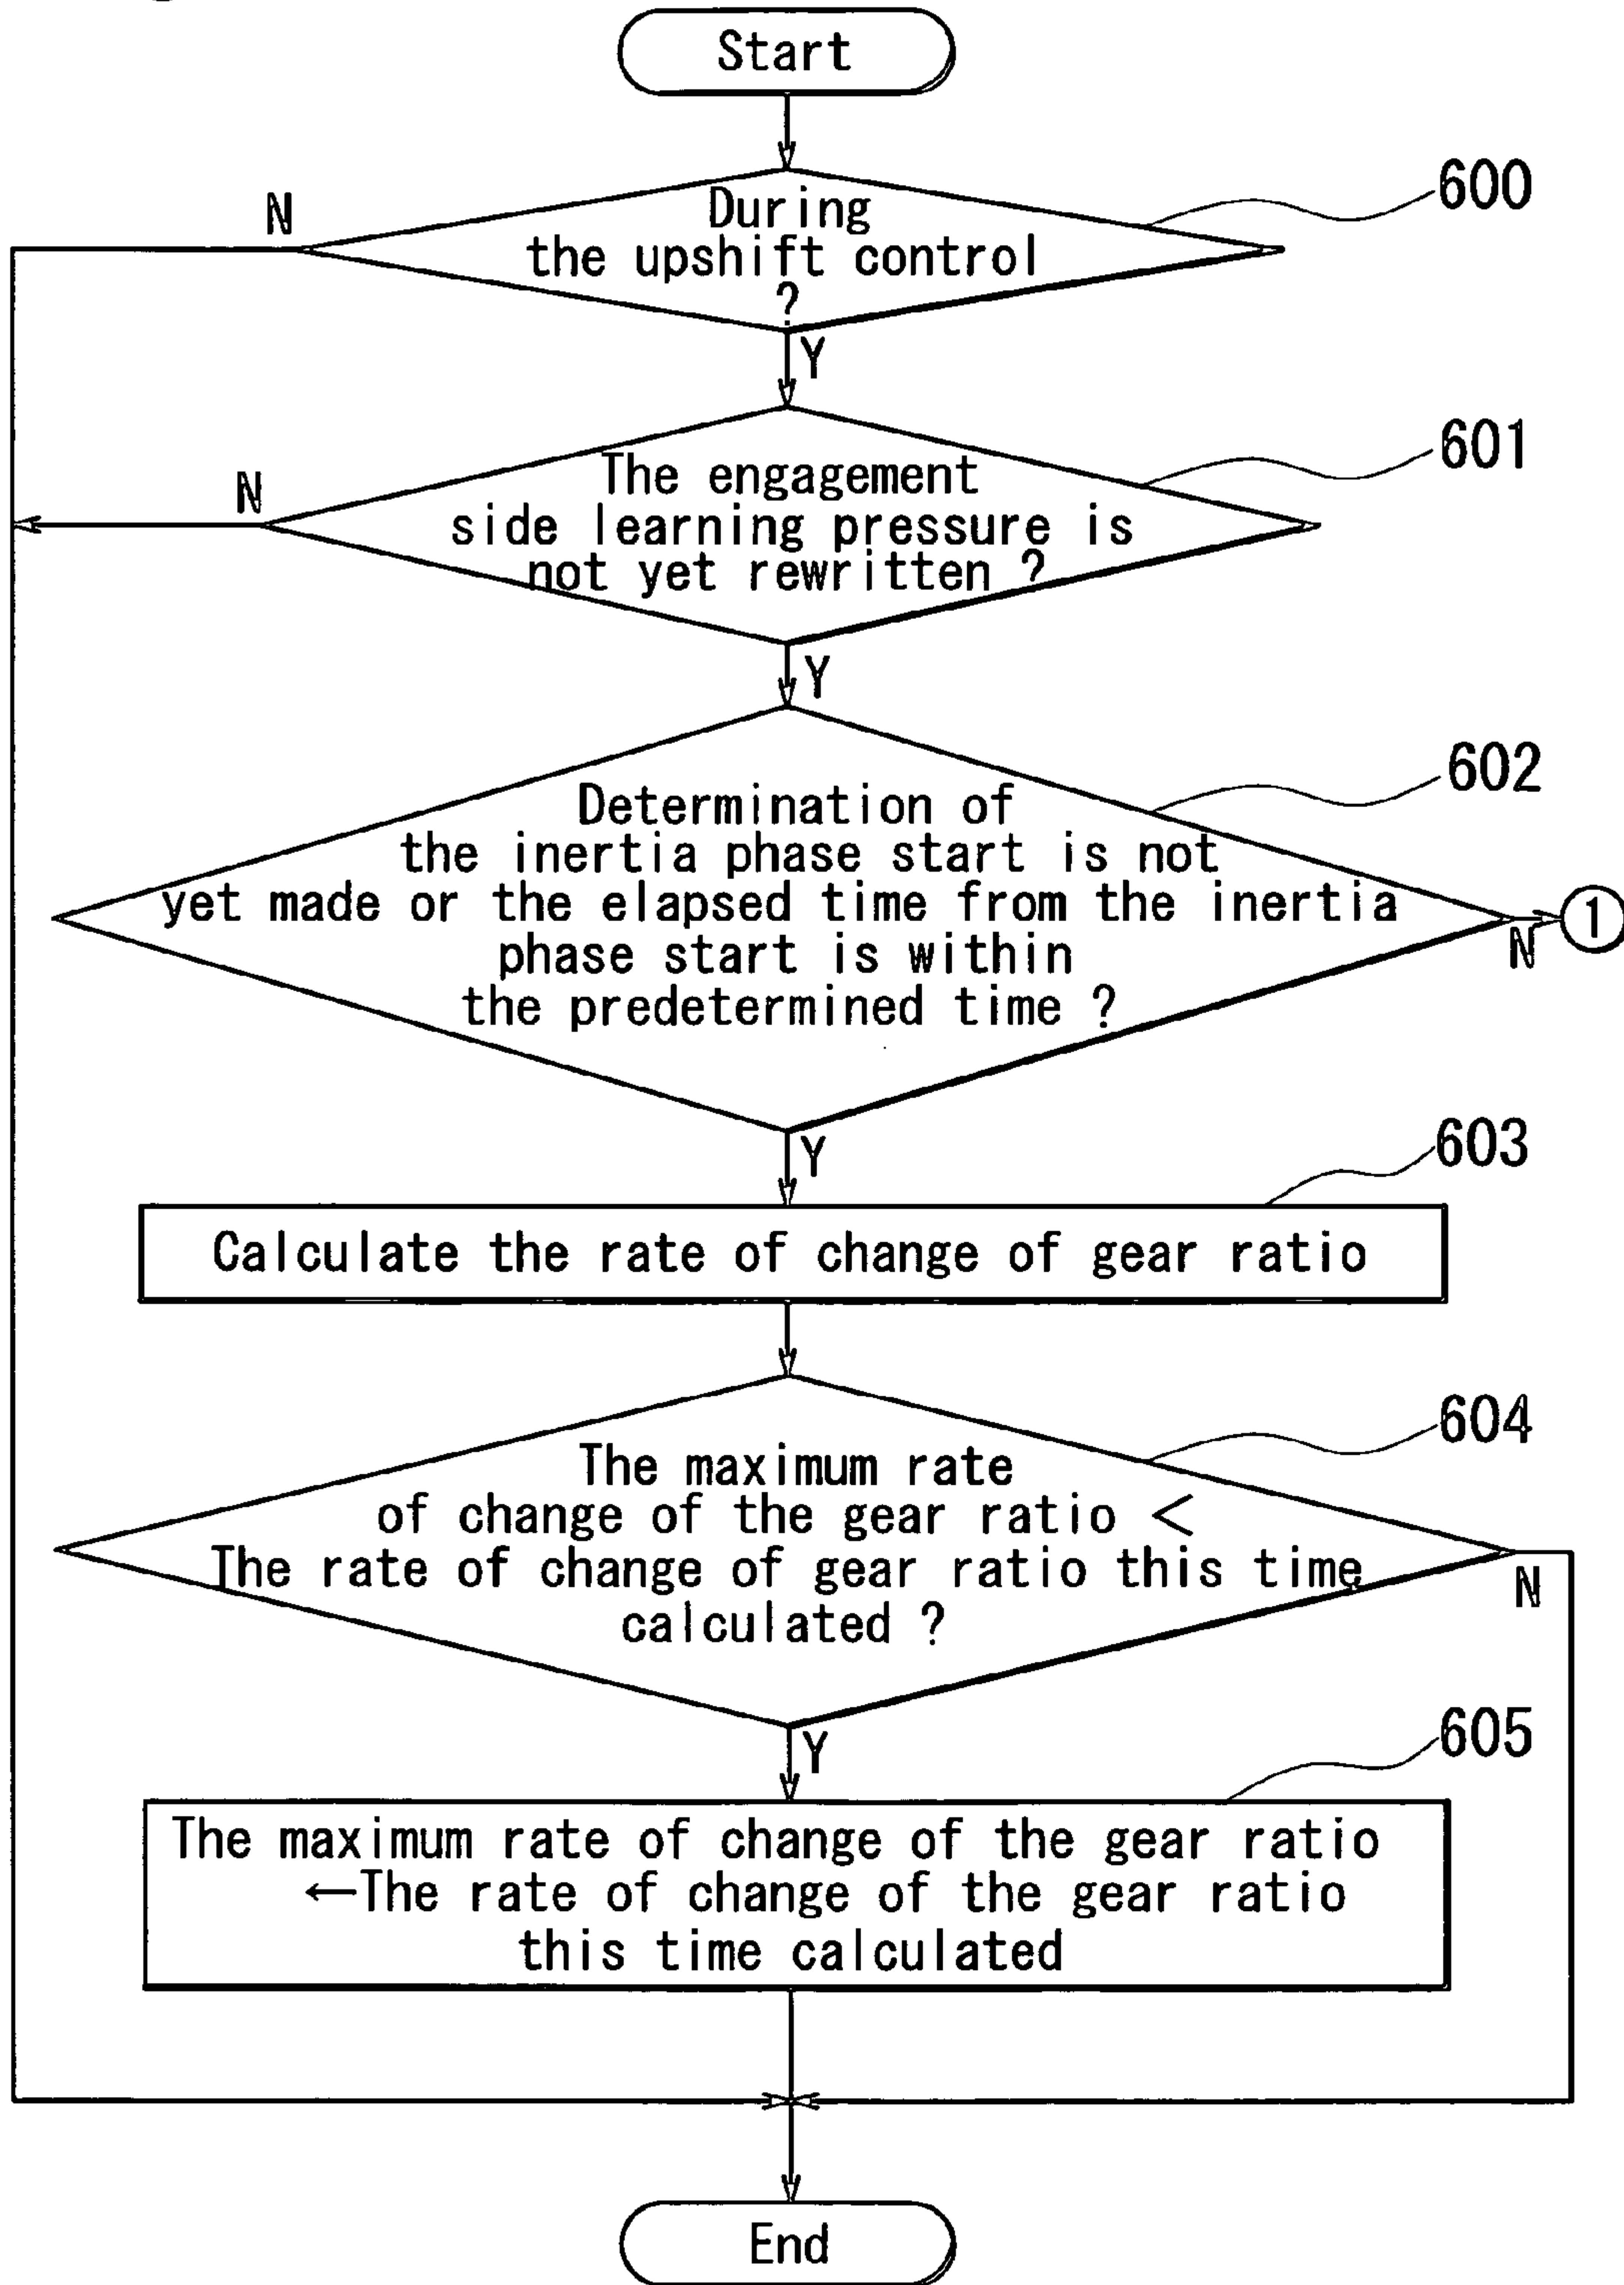 Start
600
N
During
the upshift control
?
Y
601
N
The engagement
side learning pressure is
not yet rewritten ?
Y
602
Determination of
the inertia phase start is not
yet made or the elapsed time from the inertia
phase start is within
the predetermined time ?
N
1
Y
603
Calculate the rate of change of gear ratio
604
The maximum rate
of change of the gear ratio <
The rate of change of gear ratio this time
calculated ?
N
Y
605
The maximum rate of change of the gear ratio
←The rate of change of the gear ratio
this time calculated
End